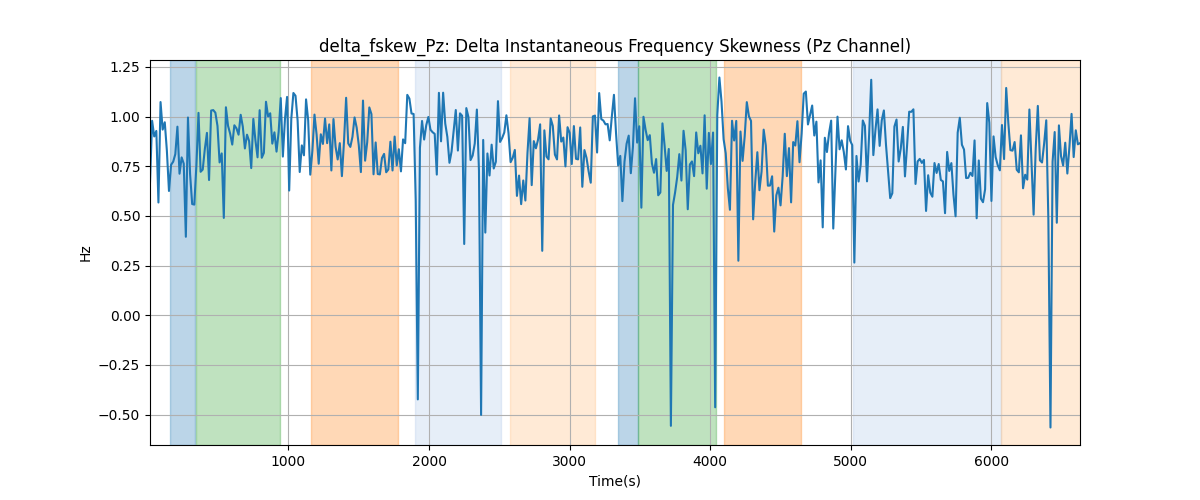 delta_fskew_Pz: Delta Instantaneous Frequency Skewness (Pz Channel)
1.25
1.00
0.75
0.50
0.25
0.00
−0.25
−0.50
Hz
1000 2000 3000 4000 5000 6000
Time(s)